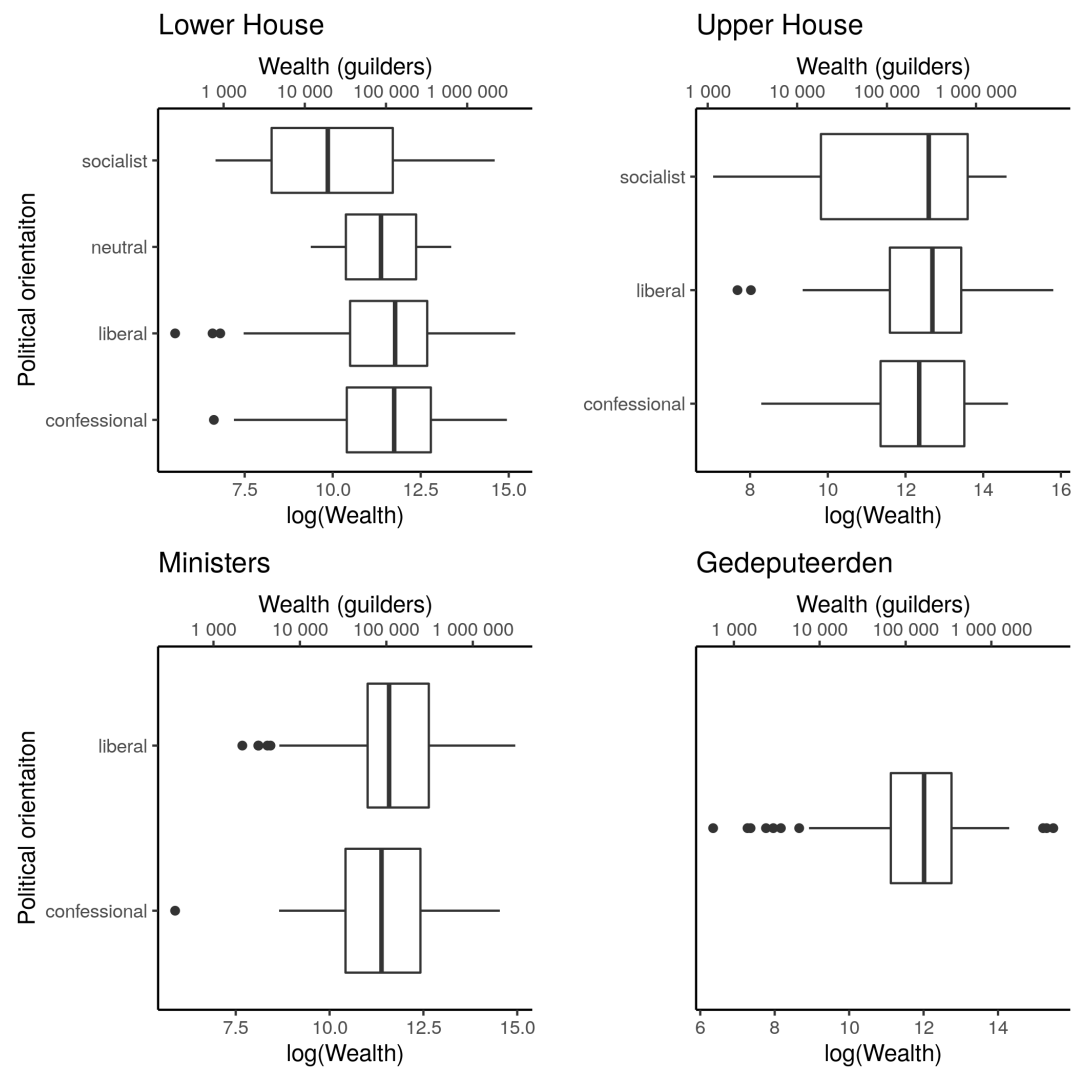 Lower House
Wealth (guilders)
1 000 10 000 100 000 1 000 000
socialist
neutral
liberal
confessional
Political orientaiton
7.5 10.0 12.5 15.0
log(Wealth)
Upper House
Wealth (guilders)
1 000 10 000 100 000 1 000 000
socialist
liberal
confessional
8 10 12 14 16
log(Wealth)
Ministers
Wealth (guilders)
1 000 10 000 100 000 1 000 000
liberal
confessional
Political orientaiton
7.5 10.0 12.5 15.0
log(Wealth)
Gedeputeerden
Wealth (guilders)
1 000 10 000 100 000 1 000 000
6 8 10 12 14
log(Wealth)